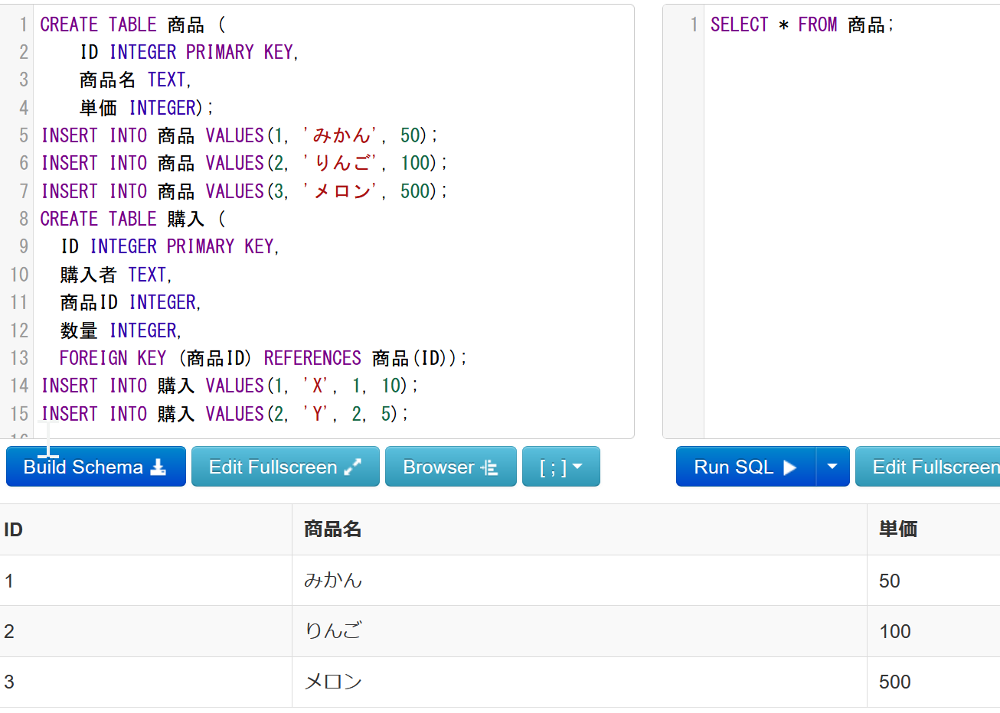 1 CREATE TABLE 商品 (
2 ID INTEGER PRIMARY KEY,
3 商品名 TEXT,
4 単価 INTEGER);
5 INSERT INTO 商品 VALUES(1, 'みかん', 50);
6 INSERT INTO 商品 VALUES(2, 'りんご', 100);
7 INSERT INTO 商品 VALUES(3, 'メロン', 500);
8 CREATE TABLE 購入 (
9 ID INTEGER PRIMARY KEY,
10 購入者 TEXT,
11 商品ID INTEGER,
12 数量 INTEGER,
13 FOREIGN KEY (商品ID) REFERENCES 商品(ID));
14 INSERT INTO 購入 VALUES(1, 'X', 1, 10);
15 INSERT INTO 購入 VALUES(2, 'Y', 2, 5);
1 SELECT * FROM 商品;
Build Schema Edit Fullscreen Browser [ ; ] Run SQL Edit Fullscreen
ID 商品名 単価
1 みかん 50
2 りんご 100
3 メロン 500